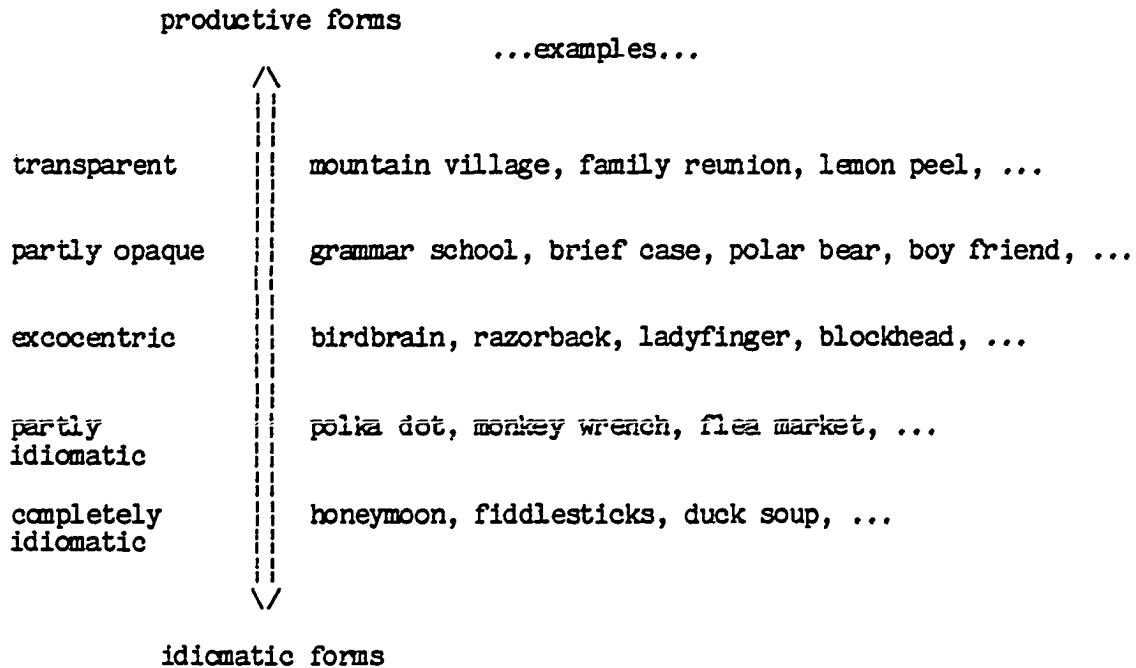 productive forms
...examples...
transparent mountain village, family reunion, lemon peel, ...
partly opaque grammar school, brief case, polar bear, boy friend, ...
excocentric birdbrain, razorback, ladyfinger, blockhead, ...
partly polka dot, monkey wrench, flea market, ...
idiomatic
completely honeymoon, fiddlesticks, duck soup, ...
idiomatic
idiomatic forms